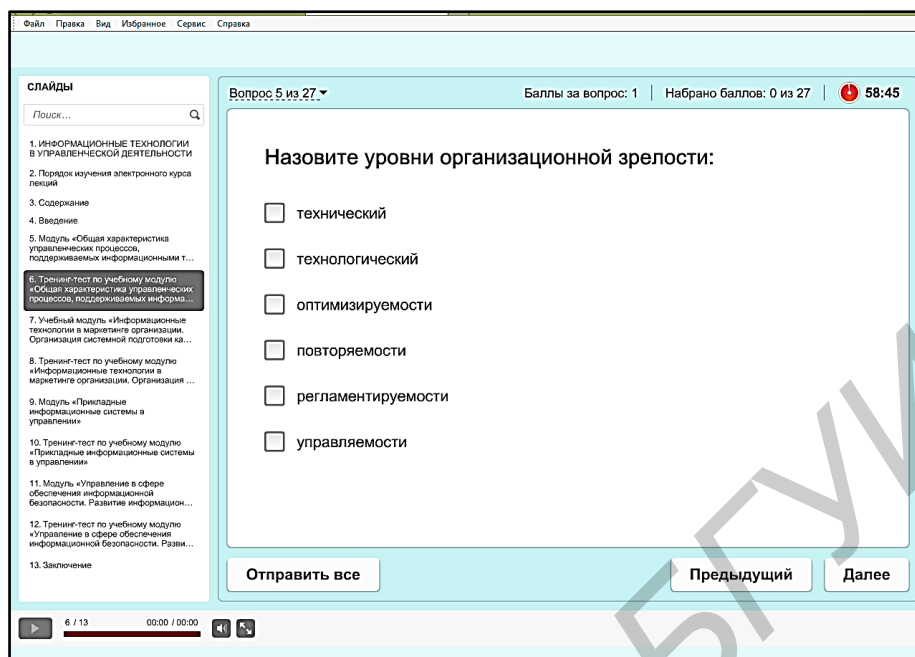 Файл Правка Вид Избранное Сервис Справка
СЛАЙДЫ
Поиск...
1. ИНФОРМАЦИОННЫЕ ТЕХНОЛОГИИ
В УПРАВЛЕНЧЕСКОЙ ДЕЯТЕЛЬНОСТИ
2. Порядок изучения электронного курса
лекций
3. Содержание
4. Введение
5. Модуль «Общая характеристика
управленческих процессов,
поддерживаемых информационными т...
6. Тренинг-тест по учебному модулю
«Общая характеристика управленческих
процессов, поддерживаемых информа...
7. Учебный модуль «Информационные
технологии в маркетинге организации.
Организация системной подготовки ка...
8. Тренинг-тест по учебному модулю
«Информационные технологии в
маркетинге организации. Организация ...
9. Модуль «Прикладные
информационные системы в
управлении»
10. Тренинг-тест по учебному модулю
«Прикладные информационные системы
в управлении»
11. Модуль «Управление в сфере
обеспечения информационной
безопасности. Развитие информацион...
12. Тренинг-тест по учебному модулю
«Управление в сфере обеспечения
информационной безопасности. Разви...
13. Заключение
6 / 13 00:00 / 00:00
Вопрос 5 из 27
Баллы за вопрос: 1 | Набрано баллов: 0 из 27 | 58:45
Назовите уровни организационной зрелости:
технический
технологический
оптимизируемости
повторяемости
регламентируемости
управляемости
Отправить все
Предыдущий
Далее
БГУИ